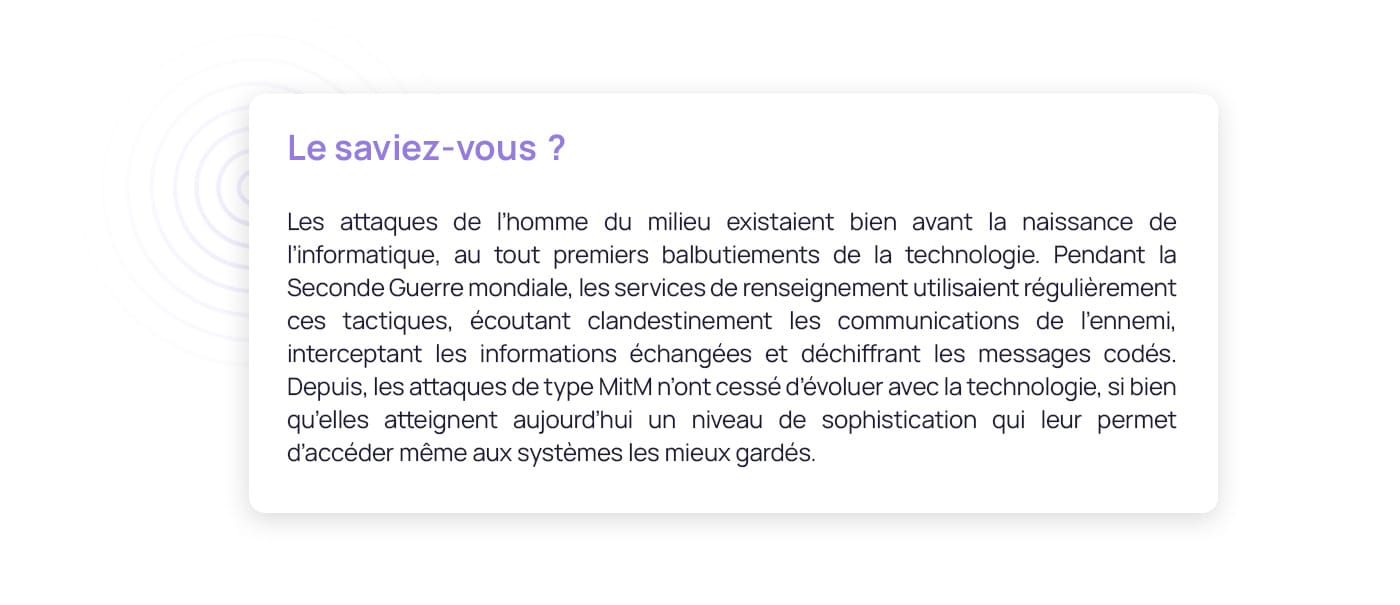 Le saviez-vous ?
Les attaques de l’homme du milieu existaient bien avant la naissance de
l’informatique, au tout premiers balbutiements de la technologie. Pendant la
Seconde Guerre mondiale, les services de renseignement utilisaient régulièrement
ces tactiques, écoutant clandestinement les communications de l’ennemi,
interceptant les informations échangées et déchiffrant les messages codés.
Depuis, les attaques de type MitM n’ont cessé d’évoluer avec la technologie, si bien
qu’elles atteignent aujourd’hui un niveau de sophistication qui leur permet
d’accéder même aux systèmes les mieux gardés.